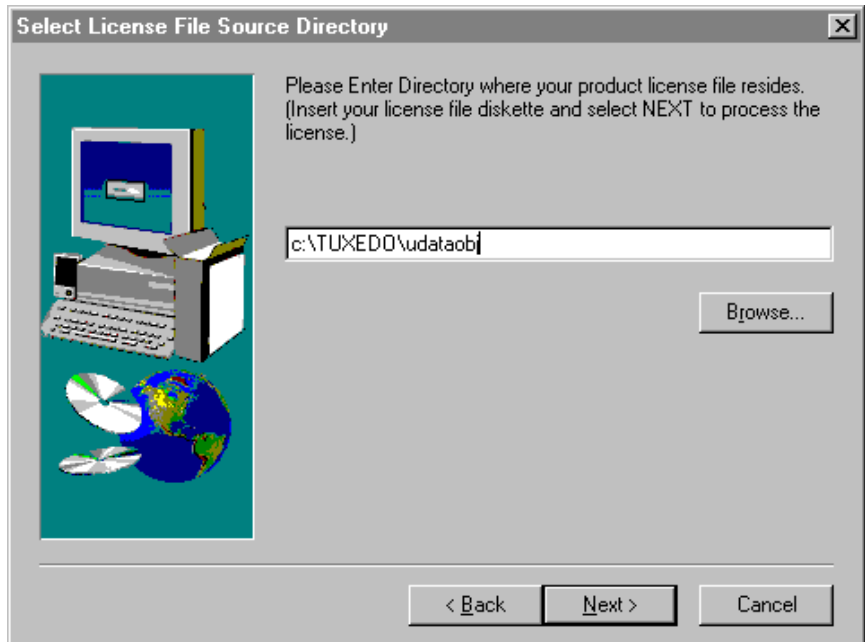 Select License File Source Directory
Please Enter Directory where your product license file resides.
(Insert your license file diskette and select NEXT to process the
license.)
c:\TUXEDO\udataobj
Browse...
< Back Next > Cancel